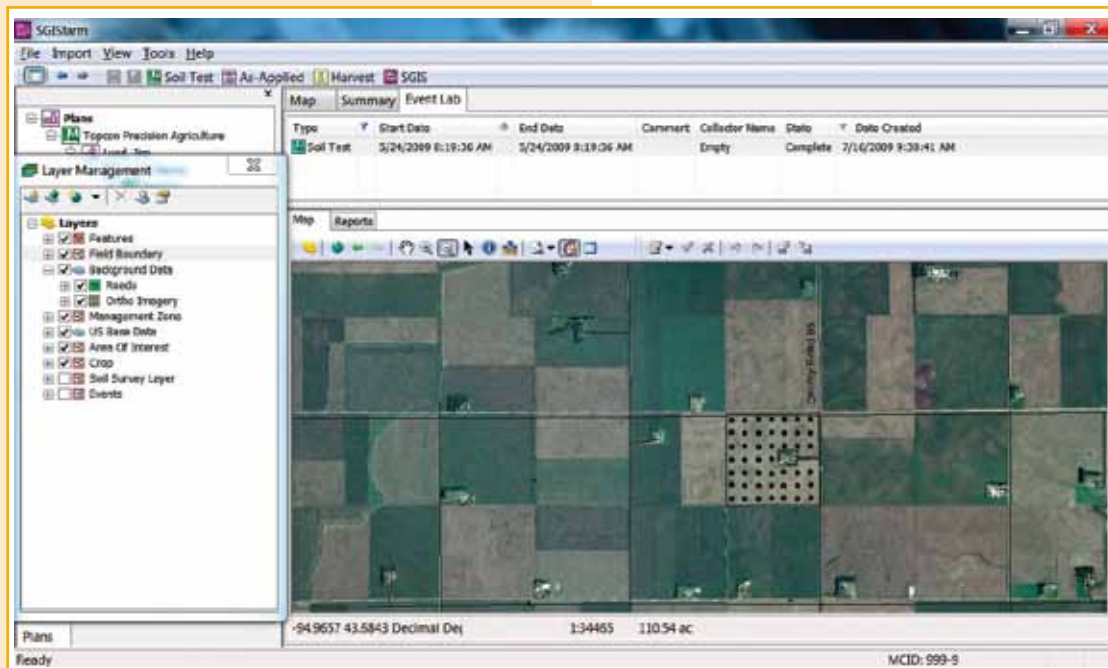 SGISfarm
File Import View Tools Help
Soil Test As-Applied Harvest SGIS
Plans
Topcon Precision Agriculture
Layer Management
Layers
Features
Field Boundary
Background Data
Roads
Ortho Imagery
Management Zone
US Base Data
Area Of Interest
Crop
Soil Survey Layer
Events
Plans
Ready
Map Summary Event Lab
Type Start Date End Date Comment Collector Name State Date Created
Soil Test 5/24/2009 8:19:36 AM 5/24/2009 8:19:36 AM Empty Complete 7/16/2009 9:30:41 AM
Map Reports
County Road 85
-94.9657 43.5843 Decimal Deg 1:34465 110.54 ac
MCID: 999-9